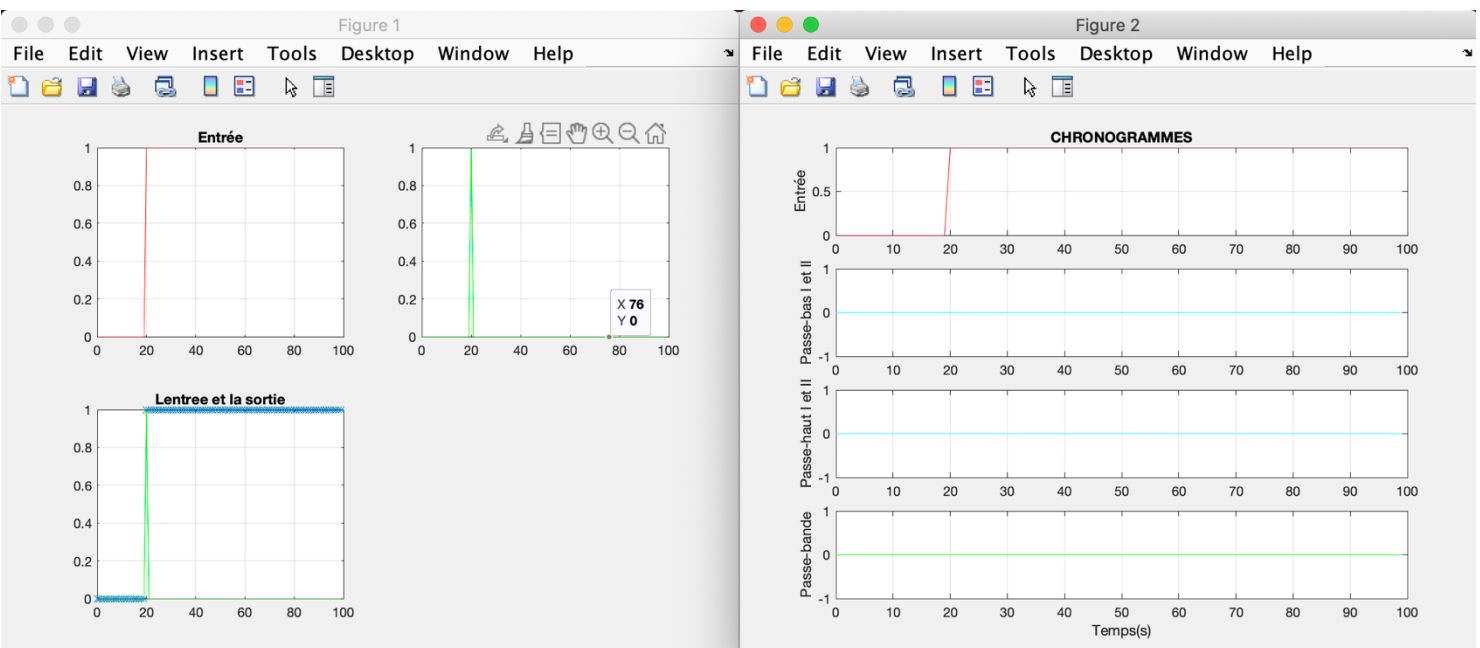 Figure 1
File Edit View Insert Tools Desktop Window Help
Entrée
1
0.8
0.6
0.4
0.2
0
0 20 40 60 80 100
1
0.8
0.6
0.4
0.2
0
X 76
Y 0
0 20 40 60 80 100
Lentree et la sortie
1
0.8
0.6
0.4
0.2
0
0 20 40 60 80 100
Figure 2
File Edit View Insert Tools Desktop Window Help
CHRONOGRAMMES
Entrée
1
0.5
0
0 10 20 30 40 50 60 70 80 90 100
Passe-bas I et II
1
0
-1
0 10 20 30 40 50 60 70 80 90 100
Passe-haut I et II
1
0
-1
0 10 20 30 40 50 60 70 80 90 100
Passe-bande
1
0
-1
0 10 20 30 40 50 60 70 80 90 100
Temps(s)